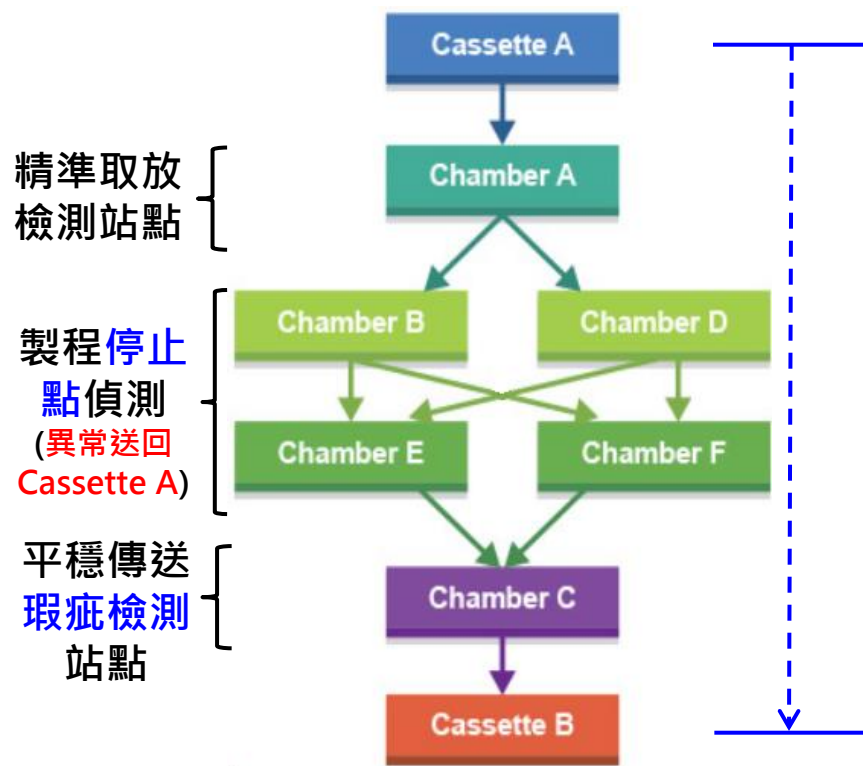 Cassette A
精準取放
檢測站點
Chamber A
Chamber B
Chamber D
製程停止
點偵測
(異常送回
Cassette A)
Chamber E
Chamber F
平穩傳送
瑕疵檢測
站點
Chamber C
Cassette B